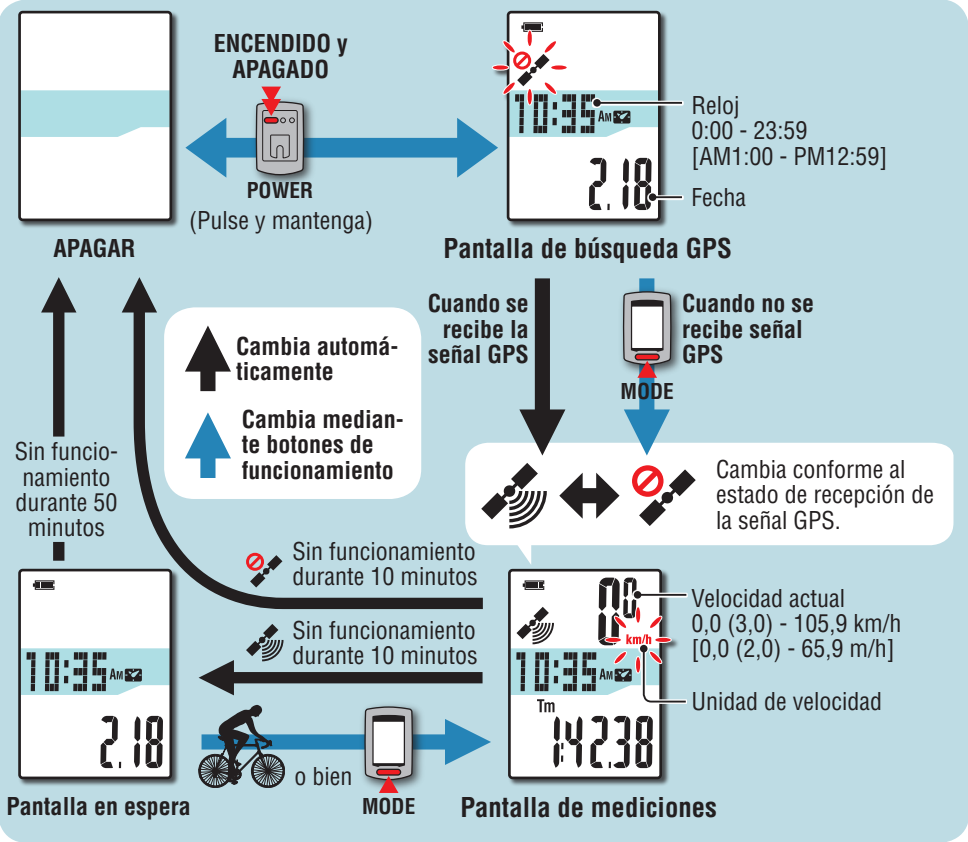 ENCENDIDO y
APAGADO
POWER
(Pulse y mantenga)
APAGAR
10:35 AM
2.18
Reloj
0:00 - 23:59
[AM1:00 - PM12:59]
Fecha
Pantalla de búsqueda GPS
Cuando se
recibe la
señal GPS
Cuando no se
recibe señal
GPS
MODE
Cambia automá-
ticamente
Cambia median-
te botones de
funcionamiento
Sin funcio-
namiento
durante 50
minutos
Cambia conforme al
estado de recepción de
la señal GPS.
Sin funcionamiento
durante 10 minutos
Sin funcionamiento
durante 10 minutos
10:35 AM
2.18
Pantalla en espera
o bien
MODE
0.0
km/h
10:35 AM
Tm
1:4238
Velocidad actual
0,0 (3,0) - 105,9 km/h
[0,0 (2,0) - 65,9 m/h]
Unidad de velocidad
Pantalla de mediciones